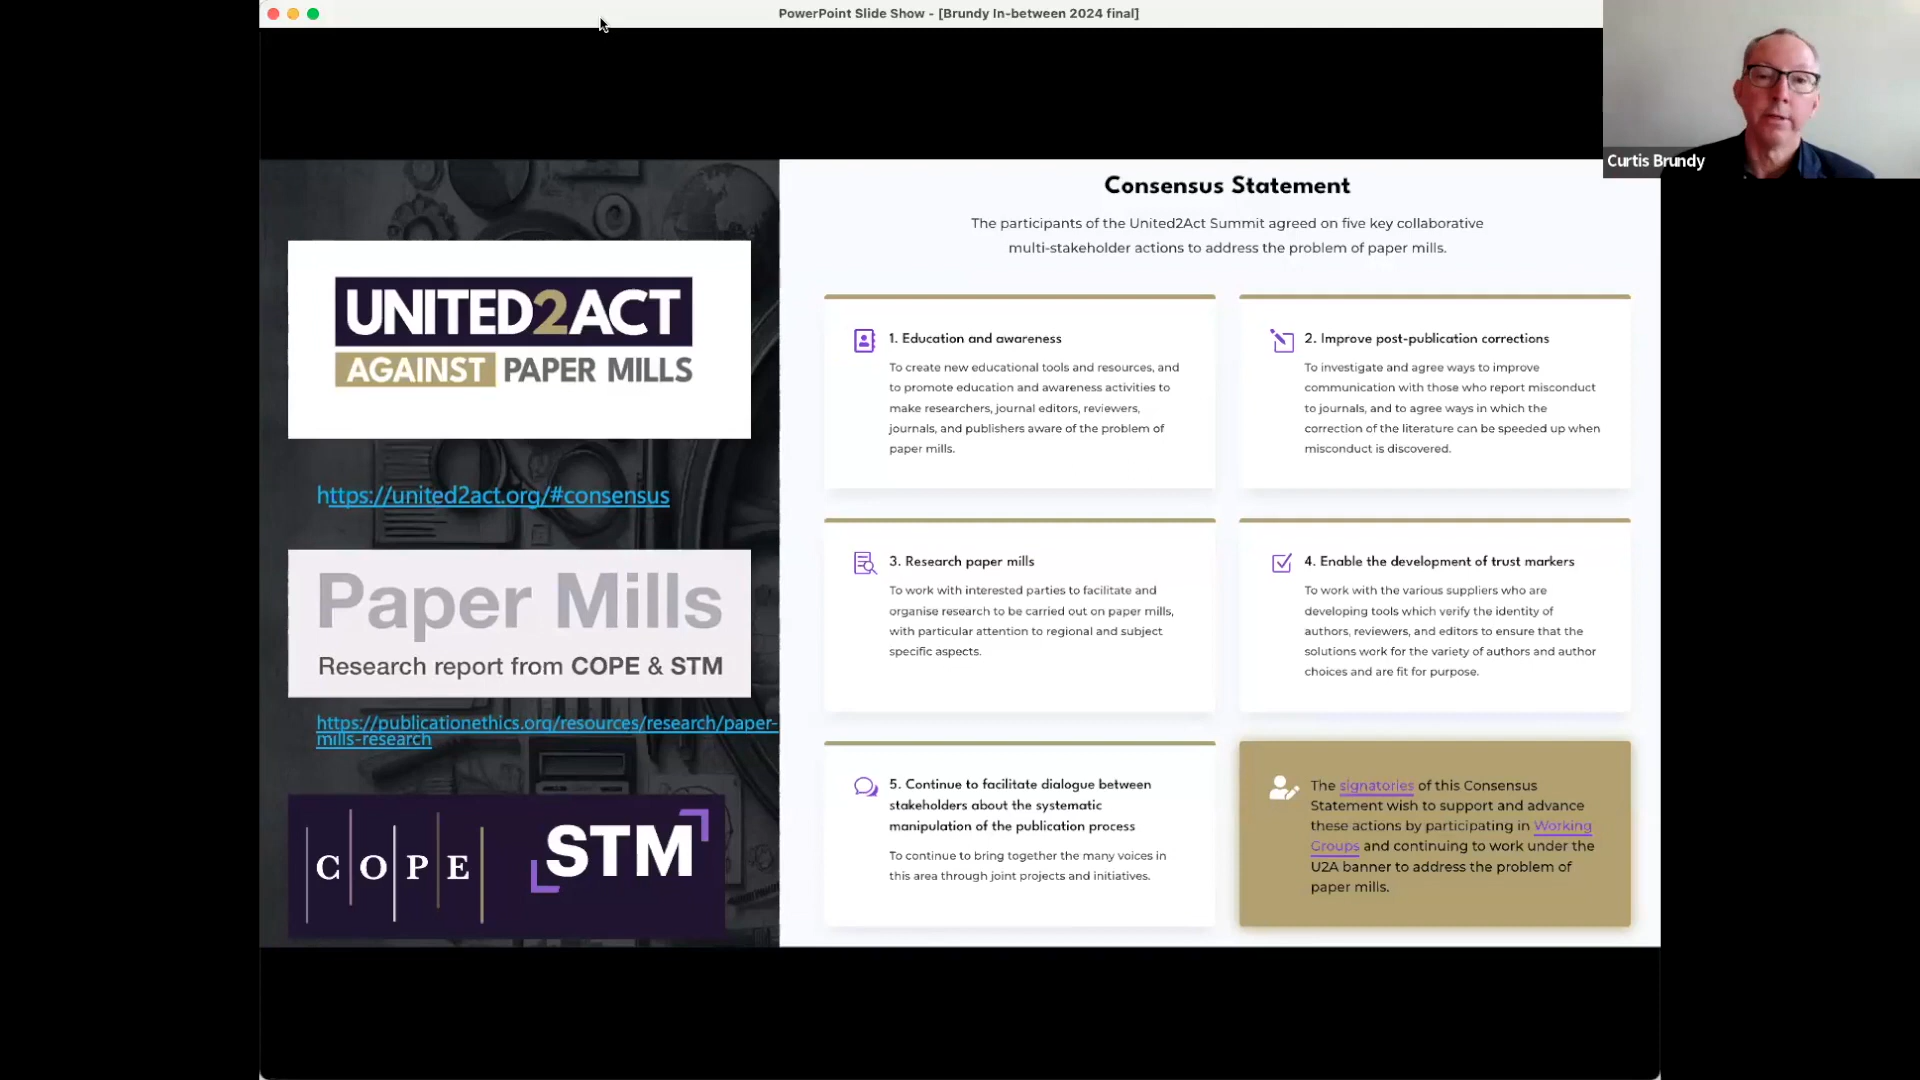 PowerPoint Slide Show - [Brundy In-between 2024 final]
Curtis Brundy
UNITED2ACT
AGAINST PAPER MILLS
https://united2act.org/#consensus
Paper Mills
Research report from COPE & STM
https://publicationethics.org/resources/research/paper-
mills-research
COPE
STM
Consensus Statement
The participants of the United2Act Summit agreed on five key collaborative
multi-stakeholder actions to address the problem of paper mills.
1. Education and awareness
To create new educational tools and resources, and
to promote education and awareness activities to
make researchers, journal editors, reviewers,
journals, and publishers aware of the problem of
paper mills.
2. Improve post-publication corrections
To investigate and agree ways to improve
communication with those who report misconduct
to journals, and to agree ways in which the
correction of the literature can be speeded up when
misconduct is discovered.
3. Research paper mills
To work with interested parties to facilitate and
organise research to be carried out on paper mills,
with particular attention to regional and subject
specific aspects.
4. Enable the development of trust markers
To work with the various suppliers who are
developing tools which verify the identity of
authors, reviewers, and editors to ensure that the
solutions work for the variety of authors and author
choices and are fit for purpose.
5. Continue to facilitate dialogue between
stakeholders about the systematic
manipulation of the publication process
To continue to bring together the many voices in
this area through joint projects and initiatives.
The signatories of this Consensus
Statement wish to support and advance
these actions by participating in Working
Groups and continuing to work under the
U2A banner to address the problem of
paper mills.